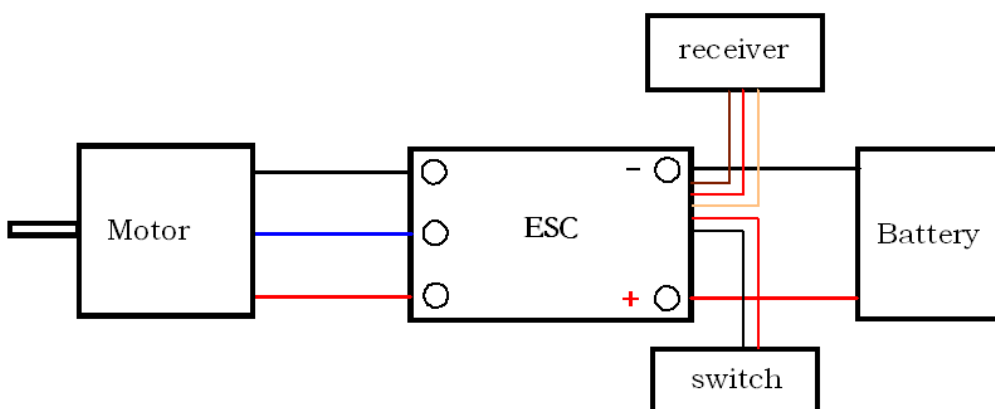 receiver
Motor
ESC
-
+
Battery
switch